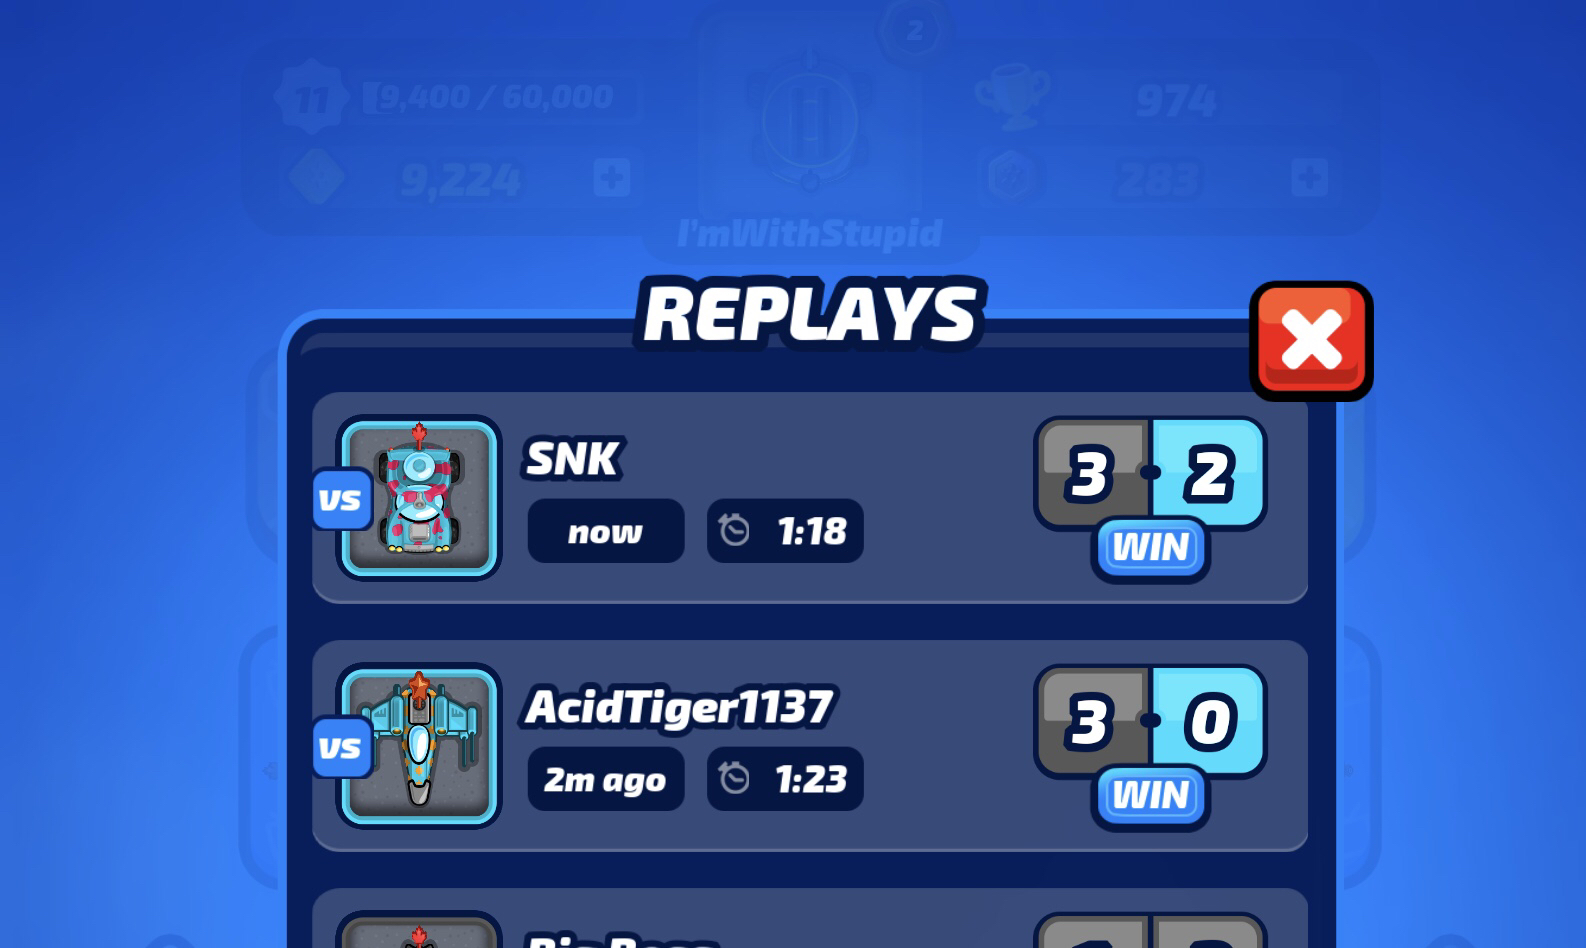 2
11 9,400 / 60,000
974
9,224
283
I'mWithStupid
REPLAYS
VS
SNK
now
1:18
3 - 2
WIN
VS
AcidTiger1137
2m ago
1:23
3 - 0
WIN